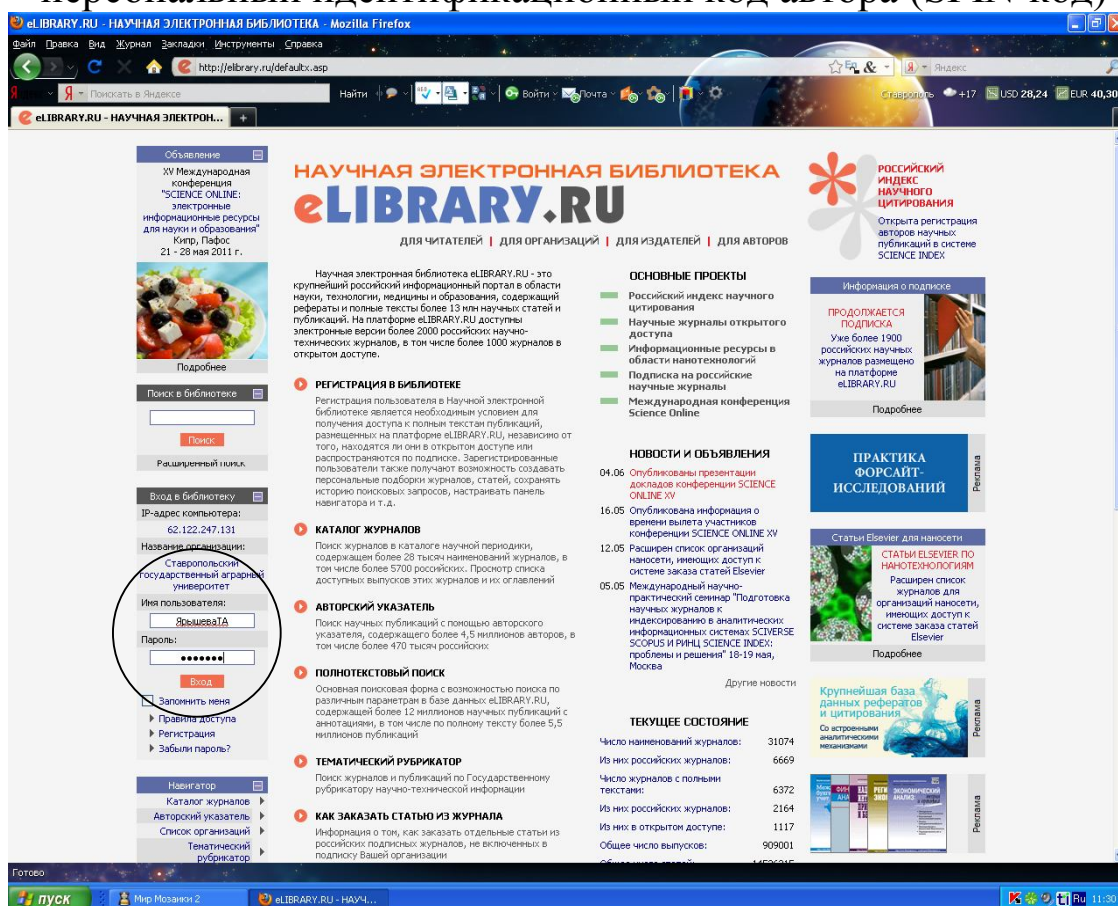 персональный идентификационный код автора (SPIN-код)
eLIBRARY.RU - НАУЧНАЯ ЭЛЕКТРОННАЯ БИБЛИОТЕКА - Mozilla Firefox
Файл Правка Вид Журнал Закладки Инструменты Справка
http://elibrary.ru/defaultx.asp
Яндекс
Поискать в Яндексе
Найти
Войти
Почта
Ставрополь
+17
USD 28,24
EUR 40,30
eLIBRARY.RU - НАУЧНАЯ ЭЛЕКТРОН...
Объявление
XV Международная
конференция
"SCIENCE ONLINE:
электронные
информационные ресурсы
для науки и образования"
Кипр, Пафос
21 - 28 мая 2011 г.
Подробнее
Поиск в библиотеке
Поиск
Расширенный поиск
Вход в библиотеку
IP-адрес компьютера:
62.122.247.131
Название организации:
Ставропольский
государственный аграрный
университет
Имя пользователя:
ЯрышеваТА
Пароль:
•••••••
Вход
Запомнить меня
Правила доступа
Регистрация
Забыли пароль?
Навигатор
Каталог журналов
Авторский указатель
Список организаций
Тематический
рубрикатор
НАУЧНАЯ ЭЛЕКТРОННАЯ БИБЛИОТЕКА
eLIBRARY.RU
ДЛЯ ЧИТАТЕЛЕЙ | ДЛЯ ОРГАНИЗАЦИЙ | ДЛЯ ИЗДАТЕЛЕЙ | ДЛЯ АВТОРОВ
Научная электронная библиотека eLIBRARY.RU - это
крупнейший российский информационный портал в области
науки, технологии, медицины и образования, содержащий
рефераты и полные тексты более 13 млн научных статей и
публикаций. На платформе eLIBRARY.RU доступны
электронные версии более 2000 российских научно-
технических журналов, в том числе более 1000 журналов в
открытом доступе.
РЕГИСТРАЦИЯ В БИБЛИОТЕКЕ
Регистрация пользователя в Научной электронной
библиотеке является необходимым условием для
получения доступа к полным текстам публикаций,
размещенных на платформе eLIBRARY.RU, независимо от
того, находятся ли они в открытом доступе или
распространяются по подписке. Зарегистрированные
пользователи также получают возможность создавать
персональные подборки журналов, статей, сохранять
историю поисковых запросов, настраивать панель
навигатора и т.д.
КАТАЛОГ ЖУРНАЛОВ
Поиск журналов в каталоге научной периодики,
содержащем более 28 тысяч наименований журналов, в
том числе более 5700 российских. Просмотр списка
доступных выпусков этих журналов и их оглавлений
АВТОРСКИЙ УКАЗАТЕЛЬ
Поиск научных публикаций с помощью авторского
указателя, содержащего более 4,5 миллионов авторов, в
том числе более 470 тысяч российских
ПОЛНОТЕКСТОВЫЙ ПОИСК
Основная поисковая форма с возможностью поиска по
различным параметрам в базе данных eLIBRARY.RU,
содержащей более 12 миллионов научных публикаций с
аннотациями, в том числе по полному тексту более 5,5
миллионов публикаций
ТЕМАТИЧЕСКИЙ РУБРИКАТОР
Поиск журналов и публикаций по Государственному
рубрикатору научно-технической информации
КАК ЗАКАЗАТЬ СТАТЬЮ ИЗ ЖУРНАЛА
Информация о том, как заказать отдельные статьи из
российских подписных журналов, не включенных в
подписку Вашей организации
ОСНОВНЫЕ ПРОЕКТЫ
Российский индекс научного
цитирования
Научные журналы открытого
доступа
Информационные ресурсы в
области нанотехнологий
Подписка на российские
научные журналы
Международная конференция
Science Online
НОВОСТИ И ОБЪЯВЛЕНИЯ
04.06 Опубликованы презентации
докладов конференции SCIENCE
ONLINE XV
16.05 Опубликована информация о
времени вылета участников
конференции SCIENCE ONLINE XV
12.05 Расширен список организаций
наносети, имеющих доступ к
системе заказа статей Elsevier
05.05 Международный научно-
практический семинар "Подготовка
научных журналов к
индексированию в аналитических
информационных системах SCIVERSE
SCOPUS И РИНЦ SCIENCE INDEX:
проблемы и решения" 18-19 мая,
Москва
Другие новости
ТЕКУЩЕЕ СОСТОЯНИЕ
Число наименований журналов: 31074
Из них российских журналов: 6669
Число журналов с полными
текстами: 6372
Из них российских журналов: 2164
Из них в открытом доступе: 1117
Общее число выпусков: 909001
РОССИЙСКИЙ
ИНДЕКС
НАУЧНОГО
ЦИТИРОВАНИЯ
Открыта регистрация
авторов научных
публикаций в системе
SCIENCE INDEX
Информация о подписке
ПРОДОЛЖАЕТСЯ
ПОДПИСКА
Уже более 1900
российских научных
журналов размещено
на платформе
eLIBRARY.RU
Подробнее
ПРАКТИКА
ФОРСАЙТ-
ИССЛЕДОВАНИЙ
Реклама
Статьи Elsevier для наносети
СТАТЬИ ELSEVIER ПО
НАНОТЕХНОЛОГИЯМ
Расширен список
журналов для
организаций наносети,
имеющих доступ к
системе заказа статей
Elsevier
Подробнее
Крупнейшая база
данных рефератов
и цитирования
Со встроенными
аналитическими
механизмами
Реклама
ЭКОНОМИЧЕСКИЙ
АНАЛИЗ
Реклама
Готово
пуск
Мир Мозаики 2
eLIBRARY.RU - НАУЧ...
Ru
11:30